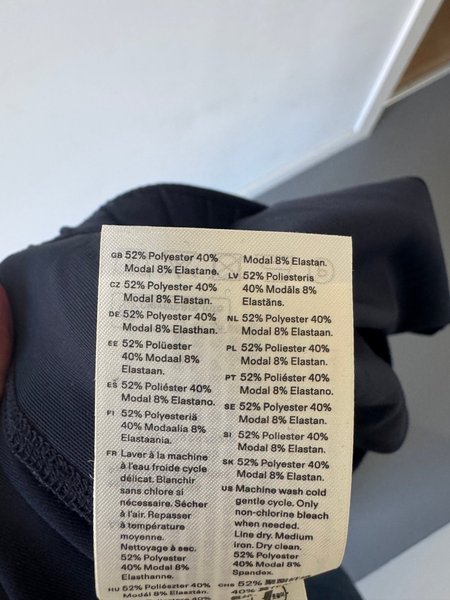 GB 52% Polyester 40%
Modal 8% Elastane.
CZ 52% Polyester 40%
Modal 8% Elastan.
DE 52% Polyester 40%
Modal 8% Elasthan.
EE 52% Polüester
40% Modaal 8%
Elastaan.
ES 52% Poliéster 40%
Modal 8% Elastano.
FI 52% Polyesteriä
40% Modaalia 8%
Elastaania.
FR Laver à la machine
à l'eau froide cycle
délicat. Blanchir
sans chlore si
nécessaire. Sécher
à l'air. Repasser
à température
moyenne.
Nettoyage à sec.
52% Polyester
40% Modal 8%
Elasthanne.
HU 52% Poliészter 40%
Modál 8% Elasztán.
Modal 8% Elastan.
LV 52% Poliesteris
40% Modāls 8%
Elastāns.
NL 52% Polyester 40%
Modal 8% Elastaan.
PL 52% Poliester 40%
Modal 8% Elastan.
PT 52% Poliéster 40%
Modal 8% Elastano.
SE 52% Polyester 40%
Modal 8% Elastan.
SI 52% Poliester 40%
Modal 8% Elastan.
SK 52% Polyester 40%
Modal 8% Elastan.
US Machine wash cold
gentle cycle. Only
non-chlorine bleach
when needed.
Line dry. Medium
iron. Dry clean.
52% Polyester
40% Modal 8%
Spandex.
CHS 52%
40%